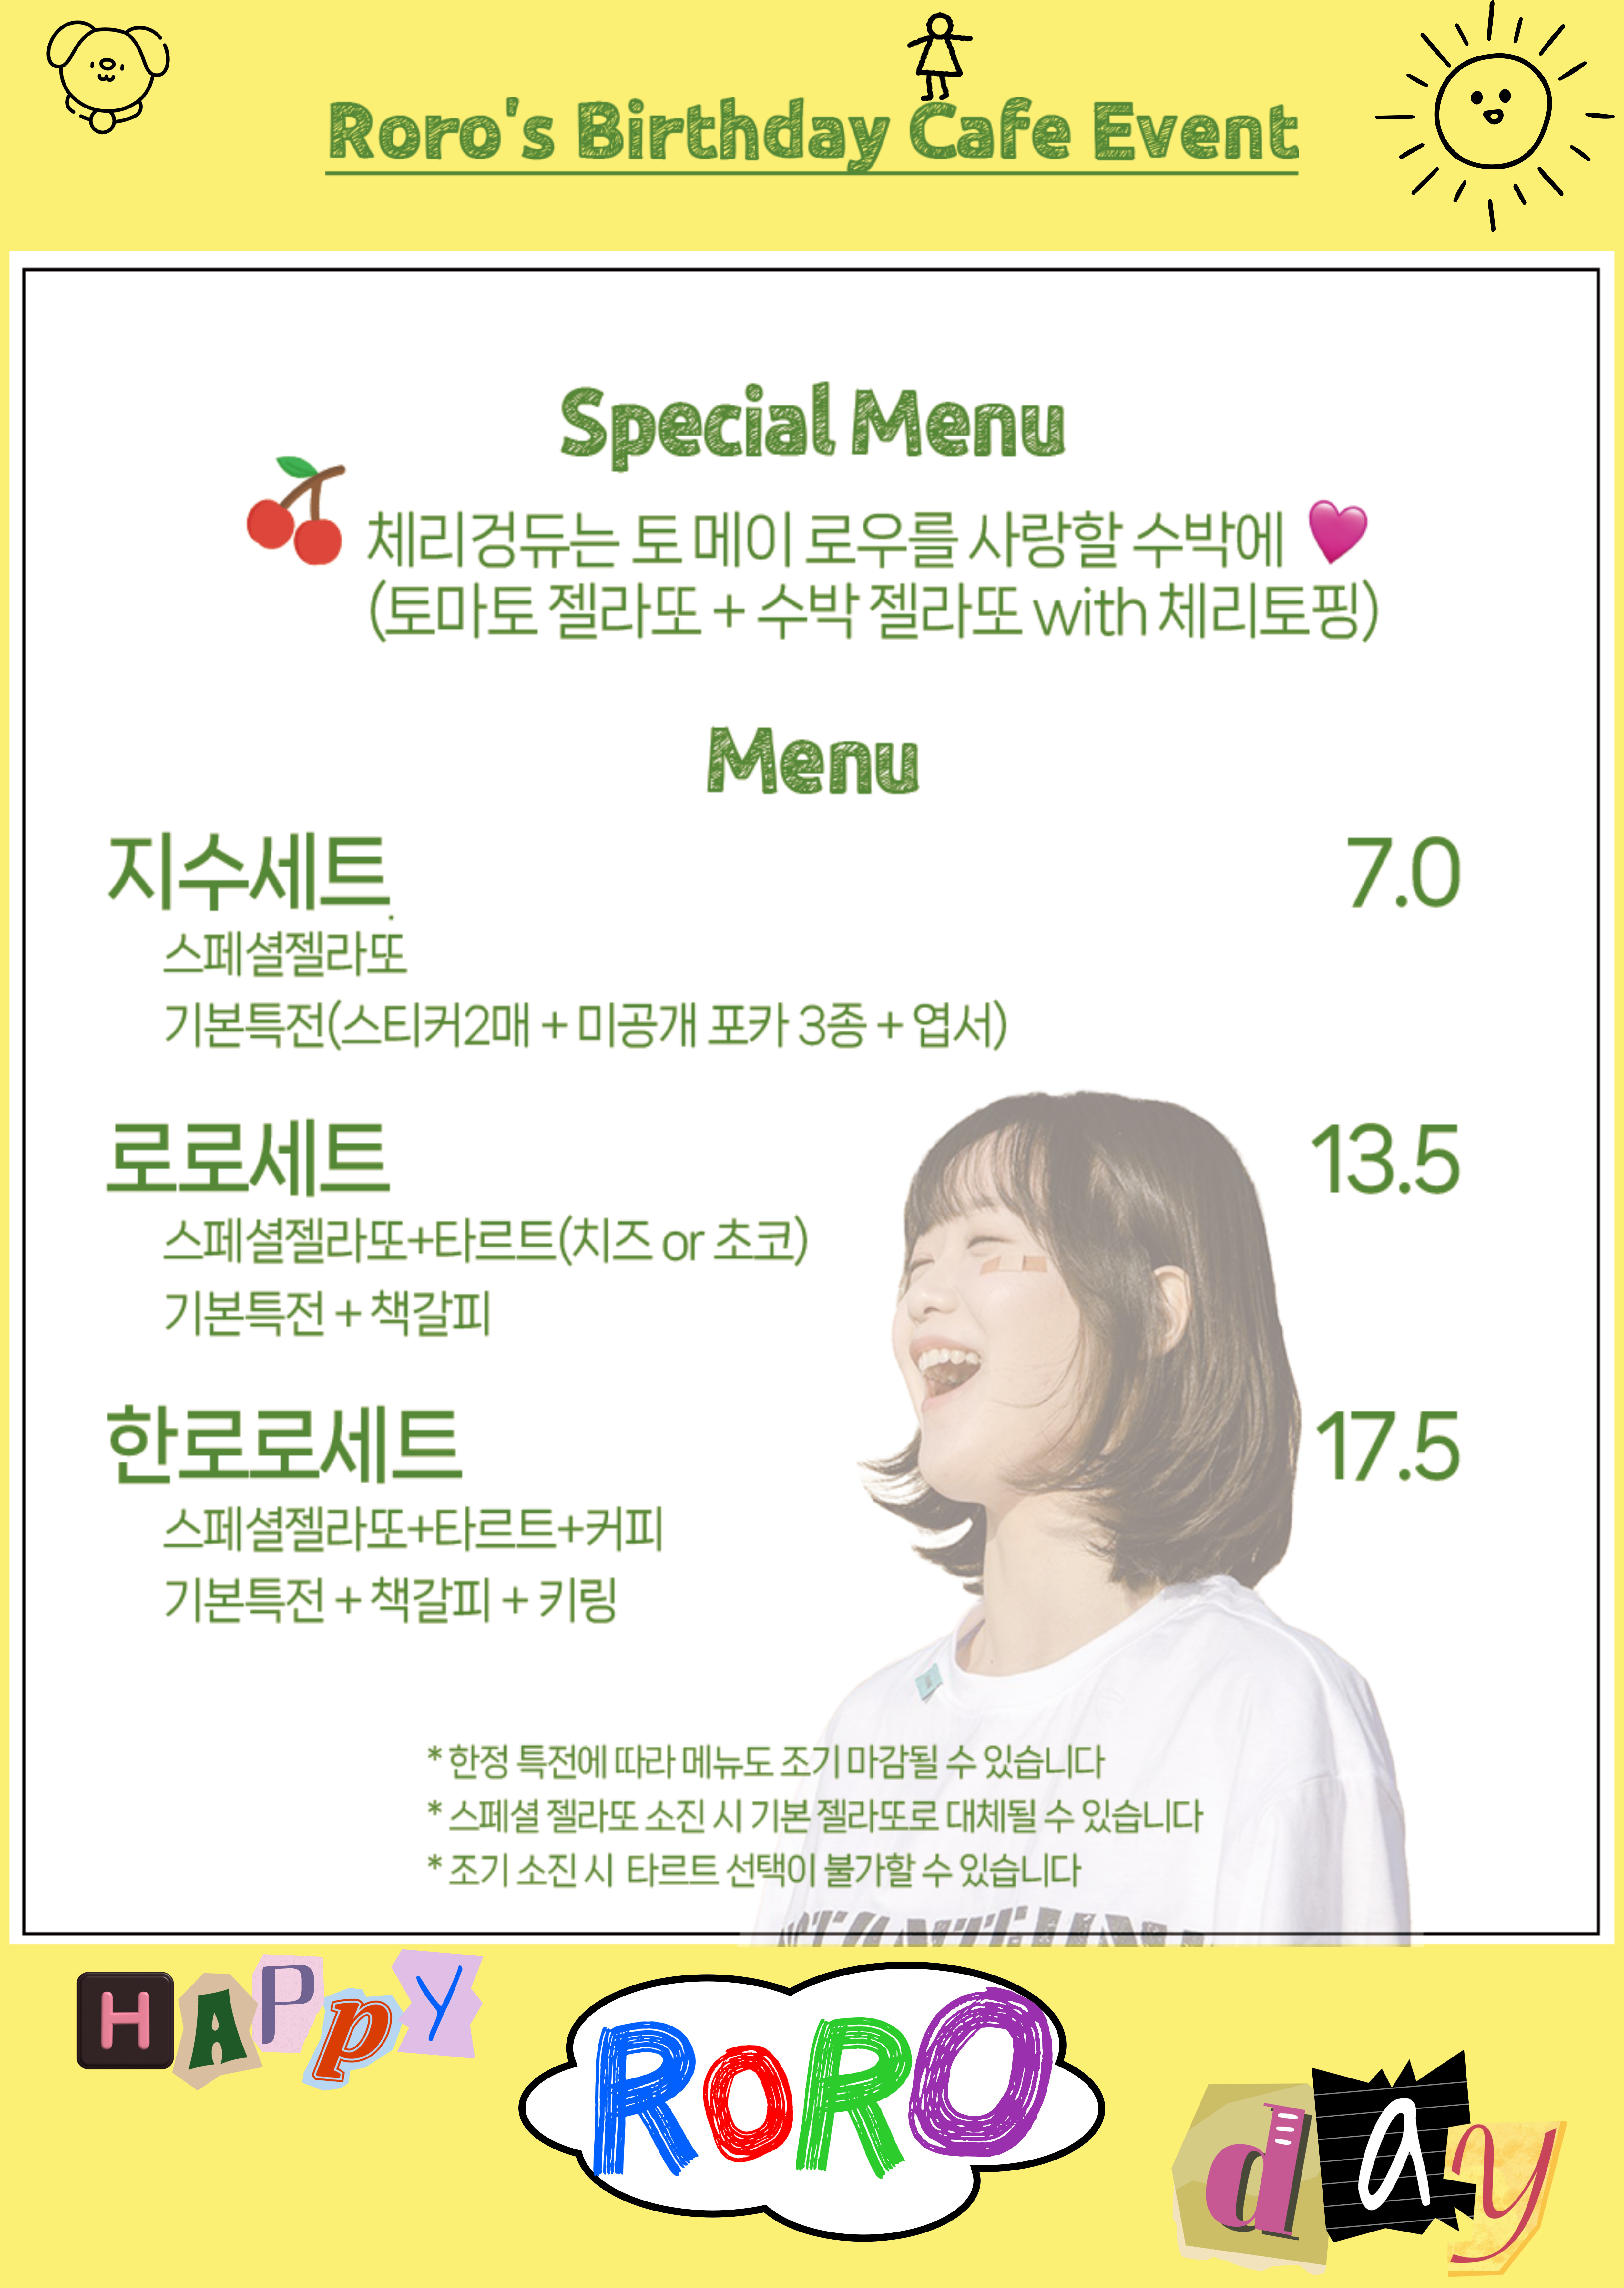 Roro's Birthday Cafe Event
Special Menu
체리겅듀는 토 메이 로우를 사랑할 수박에
(토마토 젤라또 + 수박 젤라또 with 체리토핑)
Menu
지수세트 7.0
스페셜젤라또
기본특전(스티커2매 + 미공개 포카 3종 + 엽서)
로로세트 13.5
스페셜젤라또+타르트(치즈 or 초코)
기본특전 + 책갈피
한로로세트 17.5
스페셜젤라또+타르트+커피
기본특전 + 책갈피 + 키링
* 한정 특전에 따라 메뉴도 조기 마감될 수 있습니다
* 스페셜 젤라또 소진 시 기본 젤라또로 대체될 수 있습니다
* 조기 소진 시 타르트 선택이 불가할 수 있습니다
HAPpY
RoRO
day